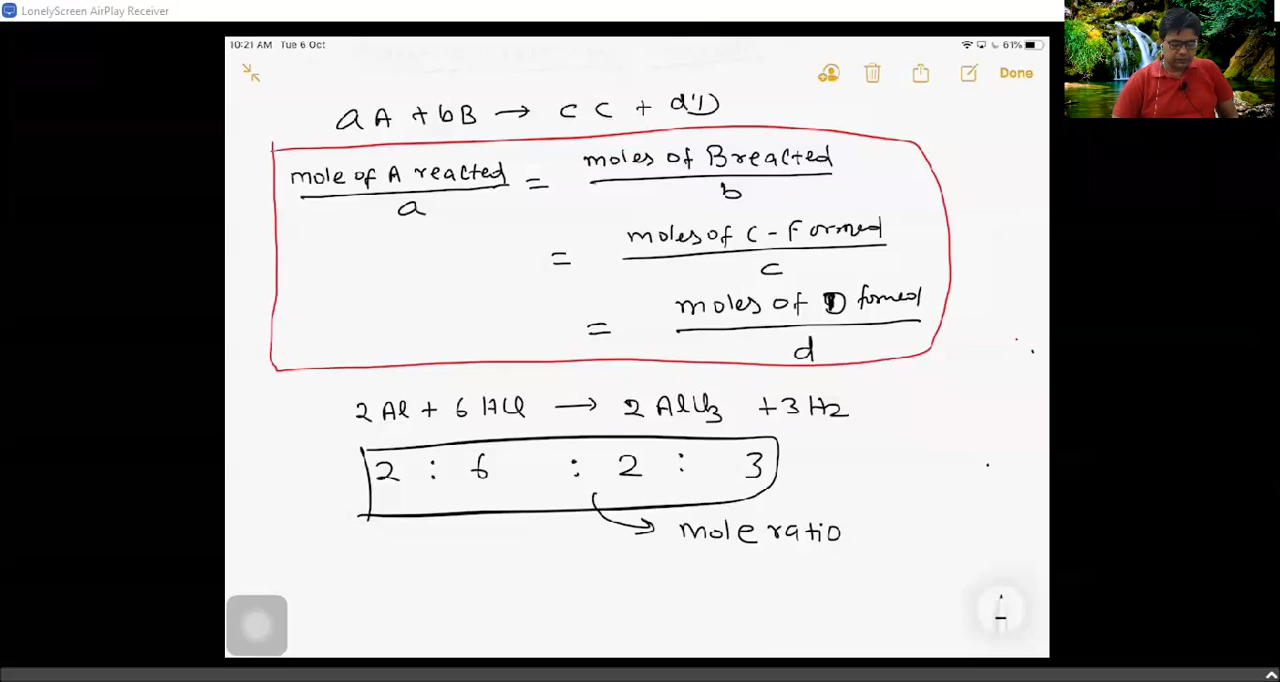 LonelyScreen AirPlay Receiver
10:21 AM Tue 6 Oct 61%
Done
aA + bB → cC + dD
mole of A reacted / a = moles of B reacted / b
= moles of C - Formed / c
= moles of D formed / d
2Al + 6HCl → 2AlCl3 + 3H2
2 : 6 : 2 : 3
→ mole ratio